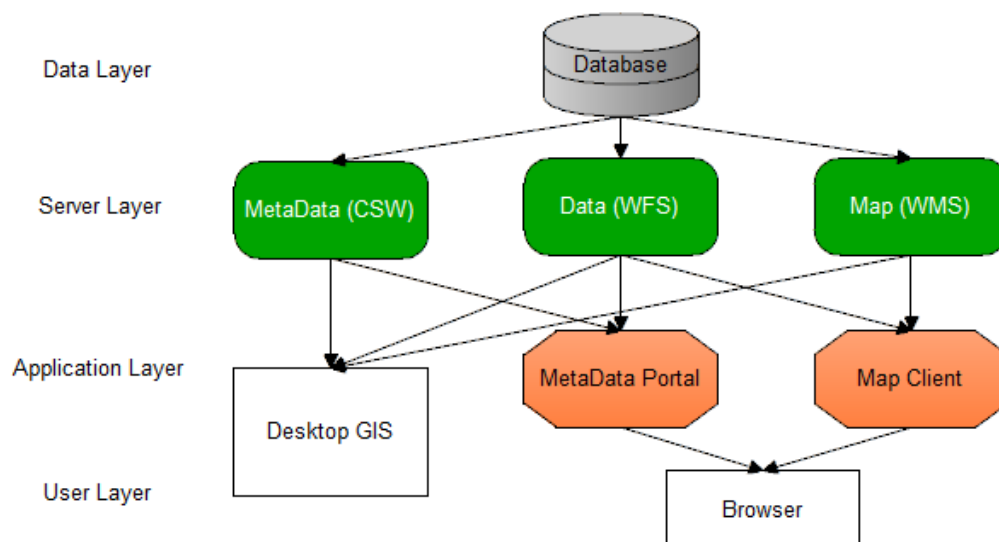 Data Layer
Database
Server Layer
MetaData (CSW)
Data (WFS)
Map (WMS)
Application Layer
MetaData Portal
Map Client
Desktop GIS
User Layer
Browser